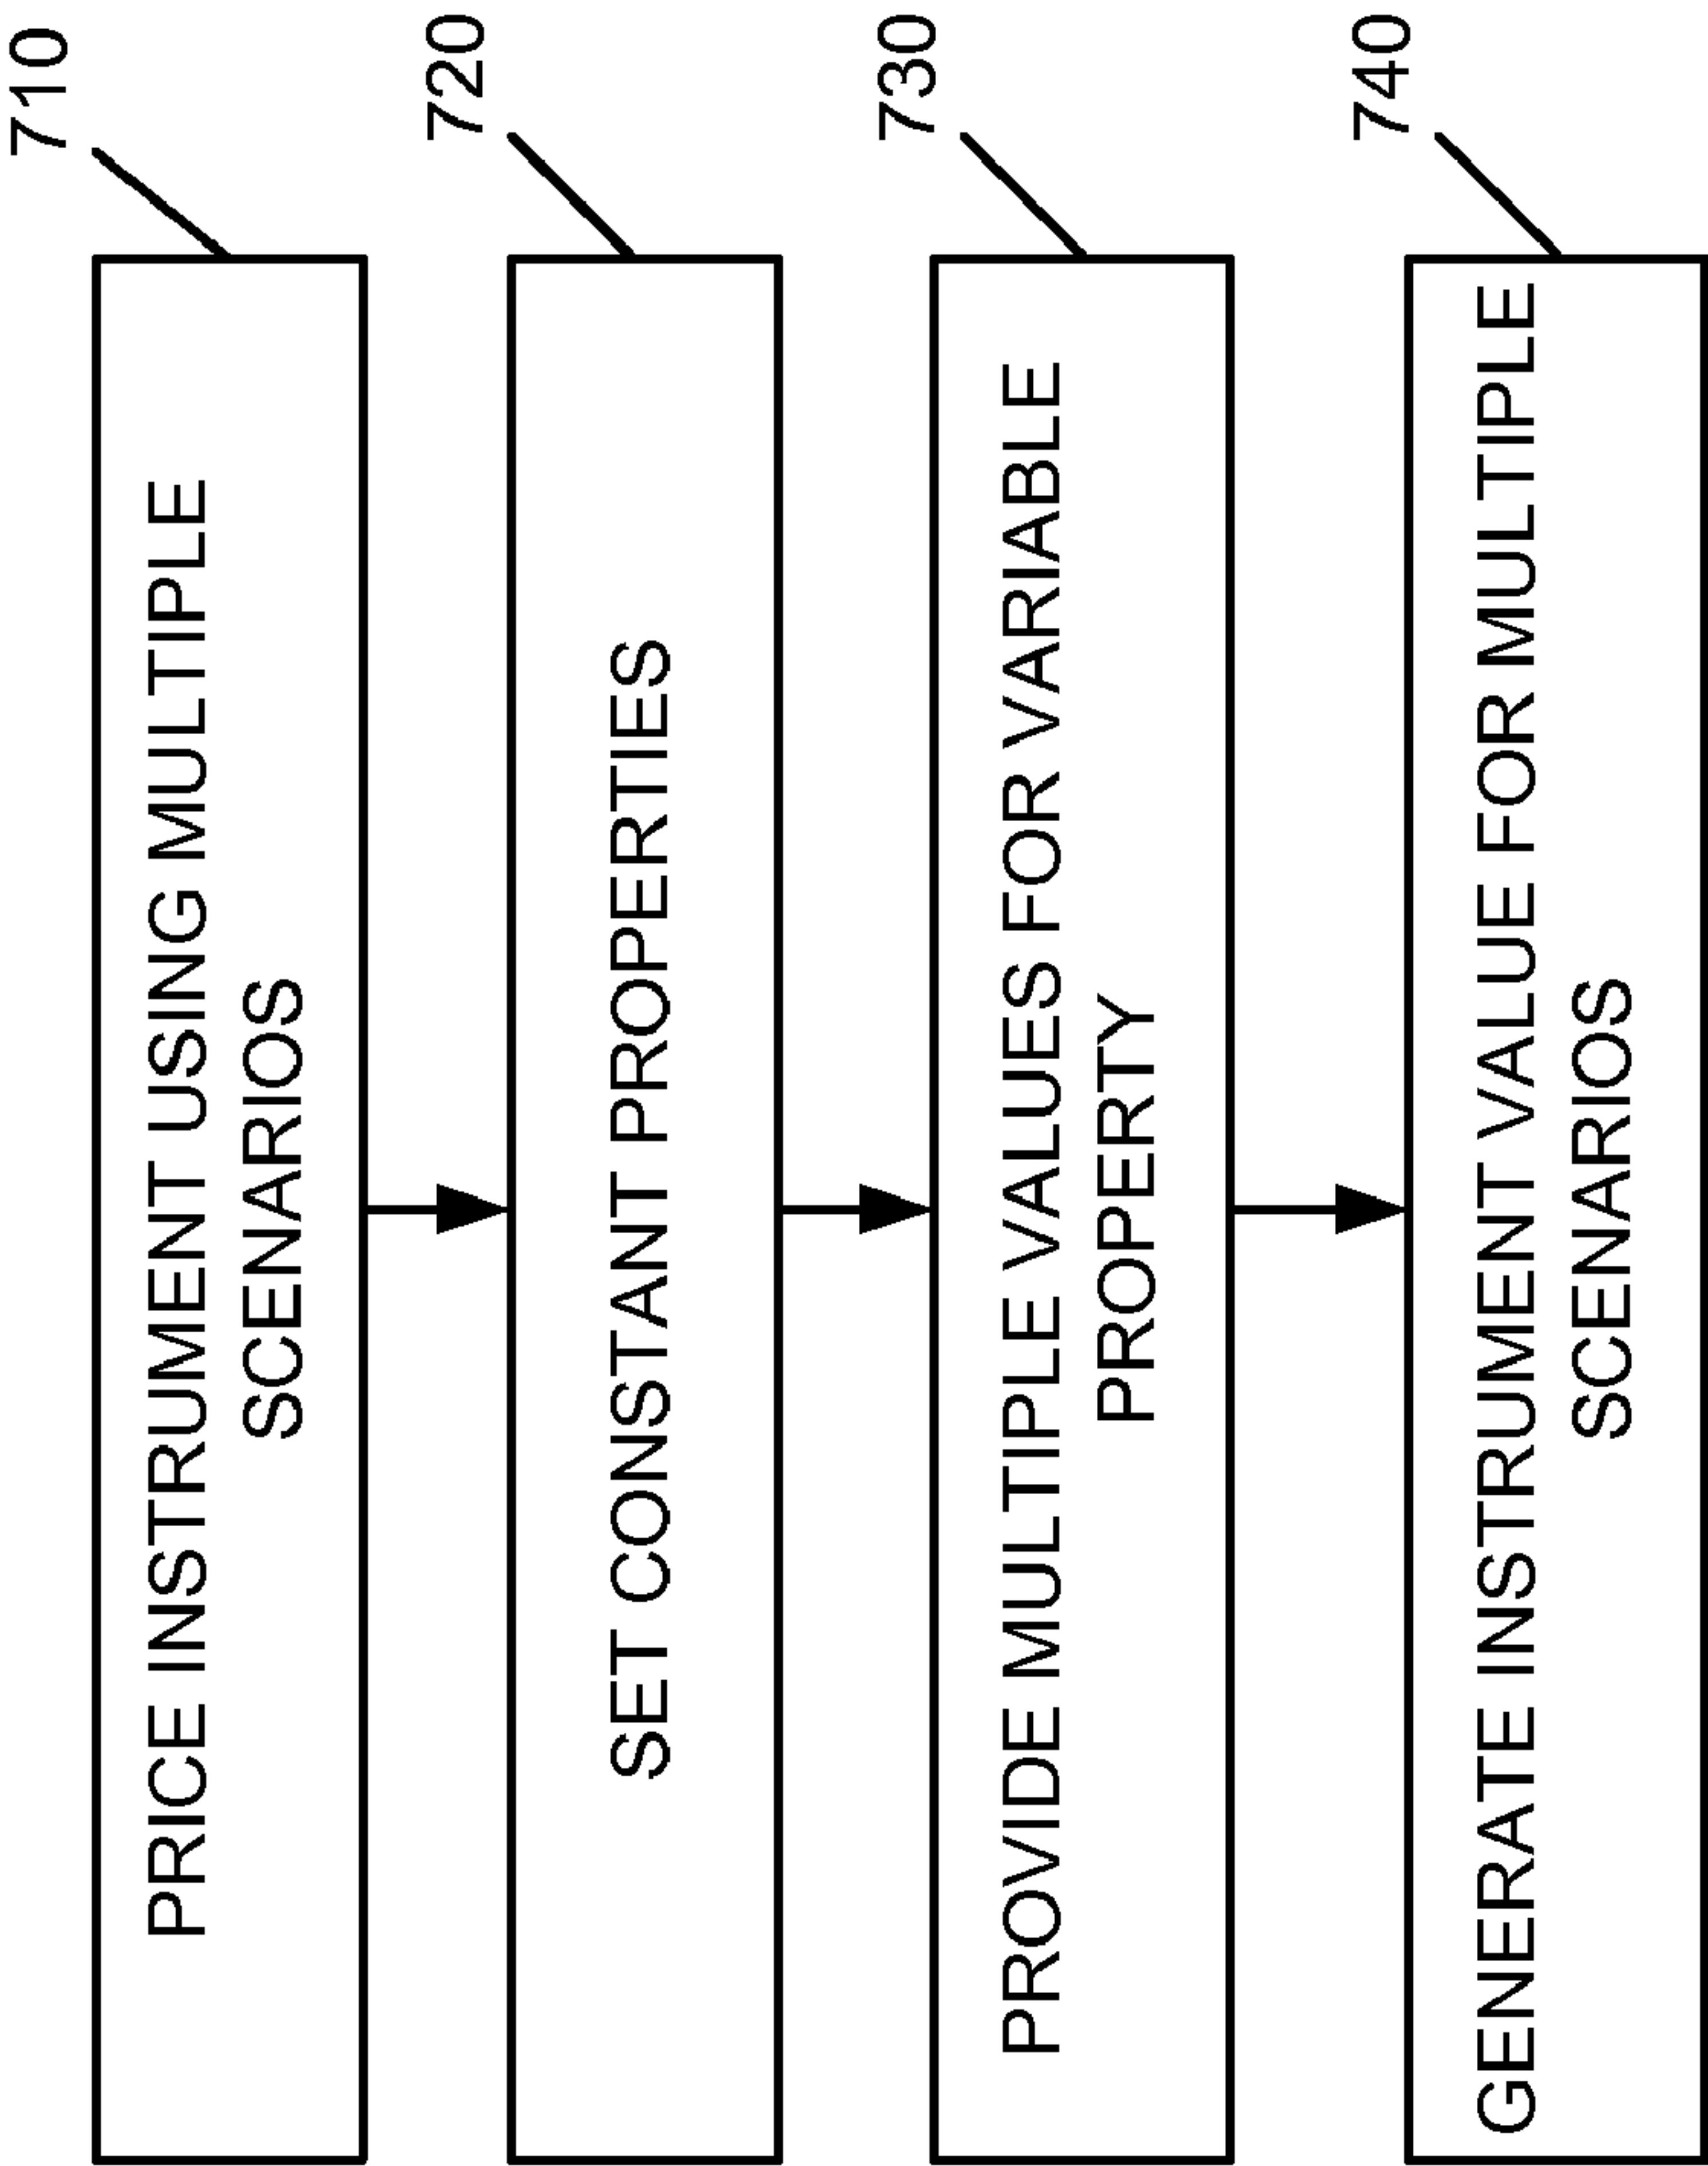 710
PRICE INSTRUMENT USING MULTIPLE
SCENARIOS
720
SET CONSTANT PROPERTIES
730
PROVIDE MULTIPLE VALUES FOR VARIABLE
PROPERTY
740
GENERATE INSTRUMENT VALUE FOR MULTIPLE
SCENARIOS